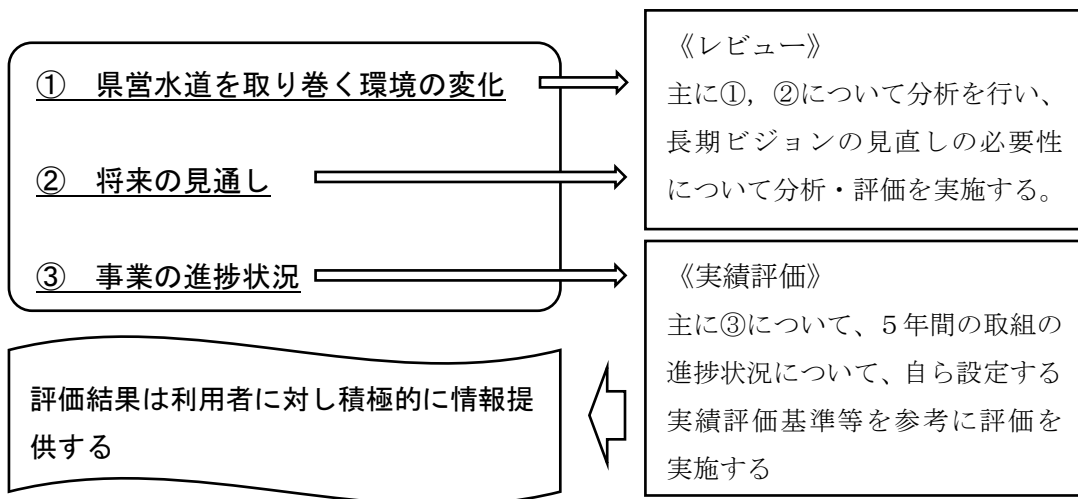 ① 県営水道を取り巻く環境の変化
② 将来の見通し
③ 事業の進捗状況
《レビュー》
主に①，②について分析を行い、
長期ビジョンの見直しの必要性
について分析・評価を実施する。
《実績評価》
主に③について、５年間の取組の
進捗状況について、自ら設定する
実績評価基準等を参考に評価を
実施する
評価結果は利用者に対し積極的に情報提
供する